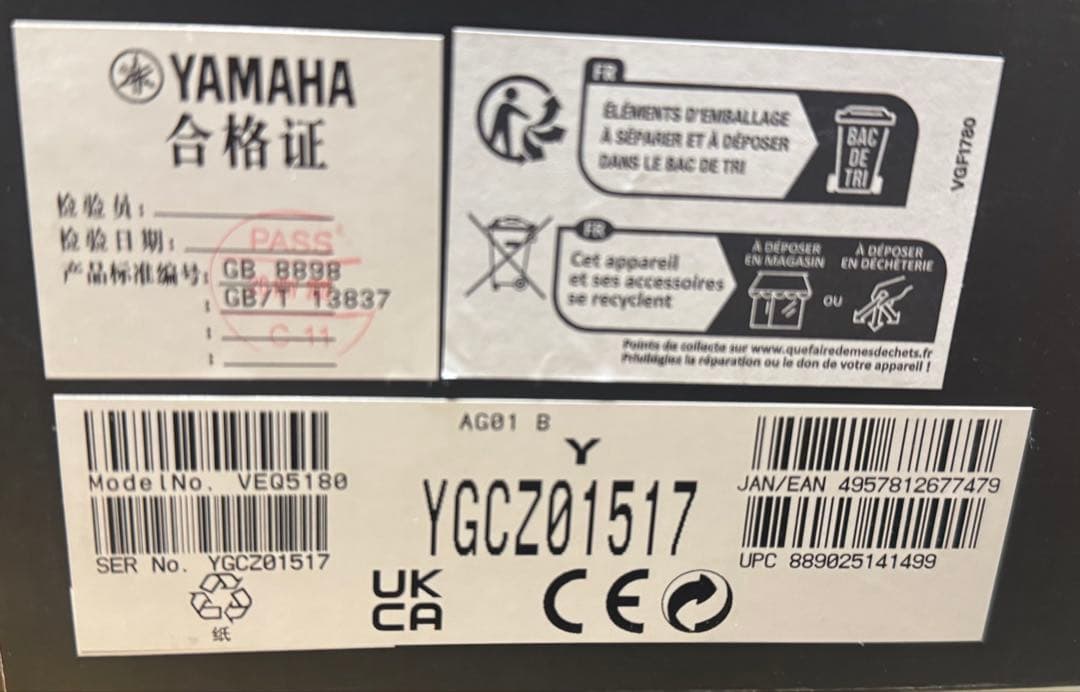 YAMAHA
合格证
检验员:
检验日期:
PASS
产品标准编号: GB 8898
: GB/T 13837
C 11
:
:
FR
ÉLÉMENTS D'EMBALLAGE
À SÉPARER ET À DÉPOSER
DANS LE BAC DE TRI
BAC
DE
TRI
VGF1780
FR
Cet appareil
et ses accessoires
se recyclent
À DÉPOSER
EN MAGASIN
OU
À DÉPOSER
EN DÉCHÈTERIE
Points de collecte sur www.quefairedemesdechets.fr
Privilégiez la réparation ou le don de votre appareil !
ModelNo. VEQ5180
SER No. YGCZ01517
纸
AG01 B
Y
YGCZ01517
UK
CA
CE
JAN/EAN 4957812677479
UPC 889025141499